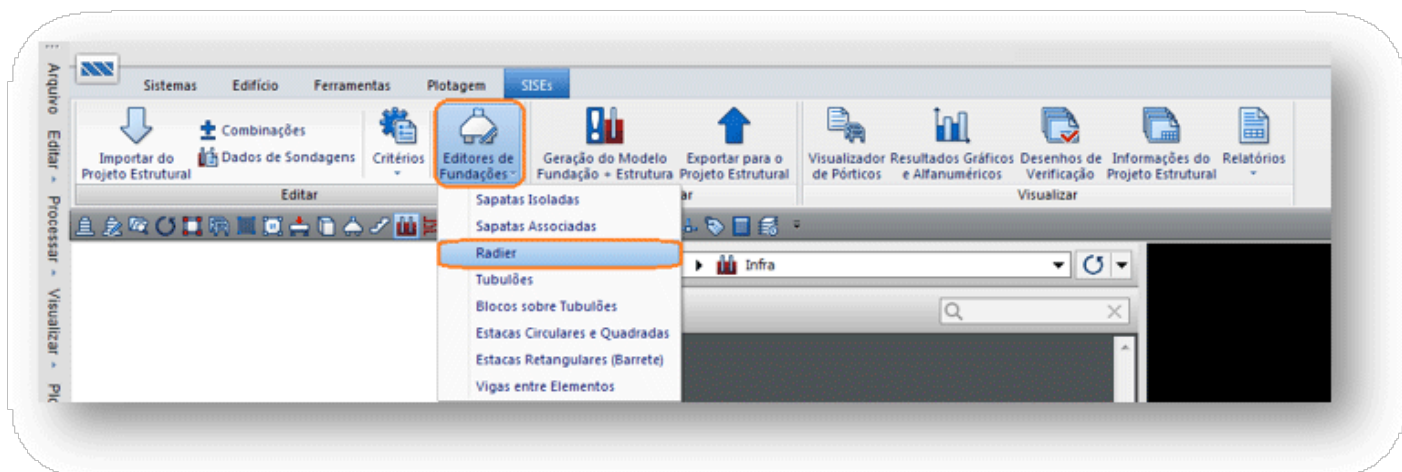 Arquivo
Editar
Processar
Visualizar
Sistemas
Edifício
Ferramentas
Plotagem
SISEs
Importar do
Projeto Estrutural
Combinações
Dados de Sondagens
Critérios
Editar
Editores de
Fundações
Geração do Modelo
Fundação + Estrutura
Exportar para o
Projeto Estrutural
Visualizador
de Pórticos
Resultados Gráficos
e Alfanuméricos
Desenhos de
Verificação
Informações do
Projeto Estrutural
Relatórios
Visualizar
Sapatas Isoladas
Sapatas Associadas
Radier
Tubulões
Blocos sobre Tubulões
Estacas Circulares e Quadradas
Estacas Retangulares (Barrete)
Vigas entre Elementos
Infra